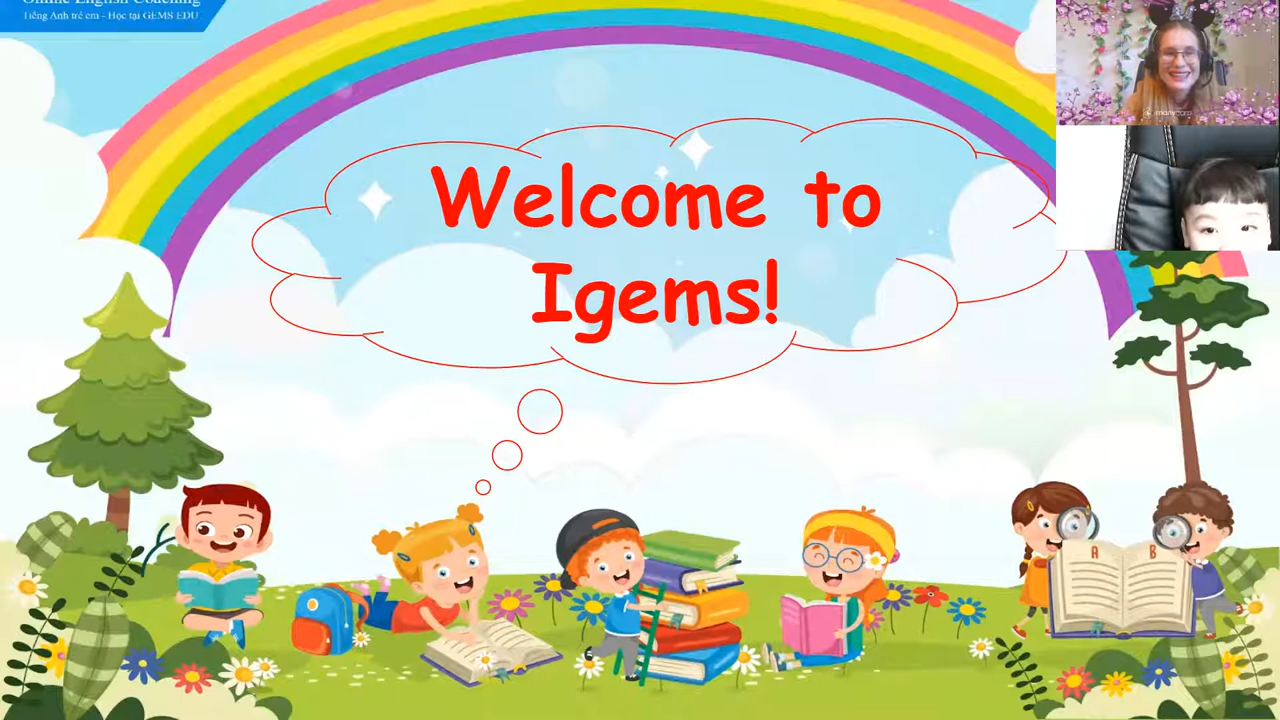 Online English Coaching
Tiếng Anh trẻ em - Học tại GEMS EDU
Welcome to
Igems!
A B